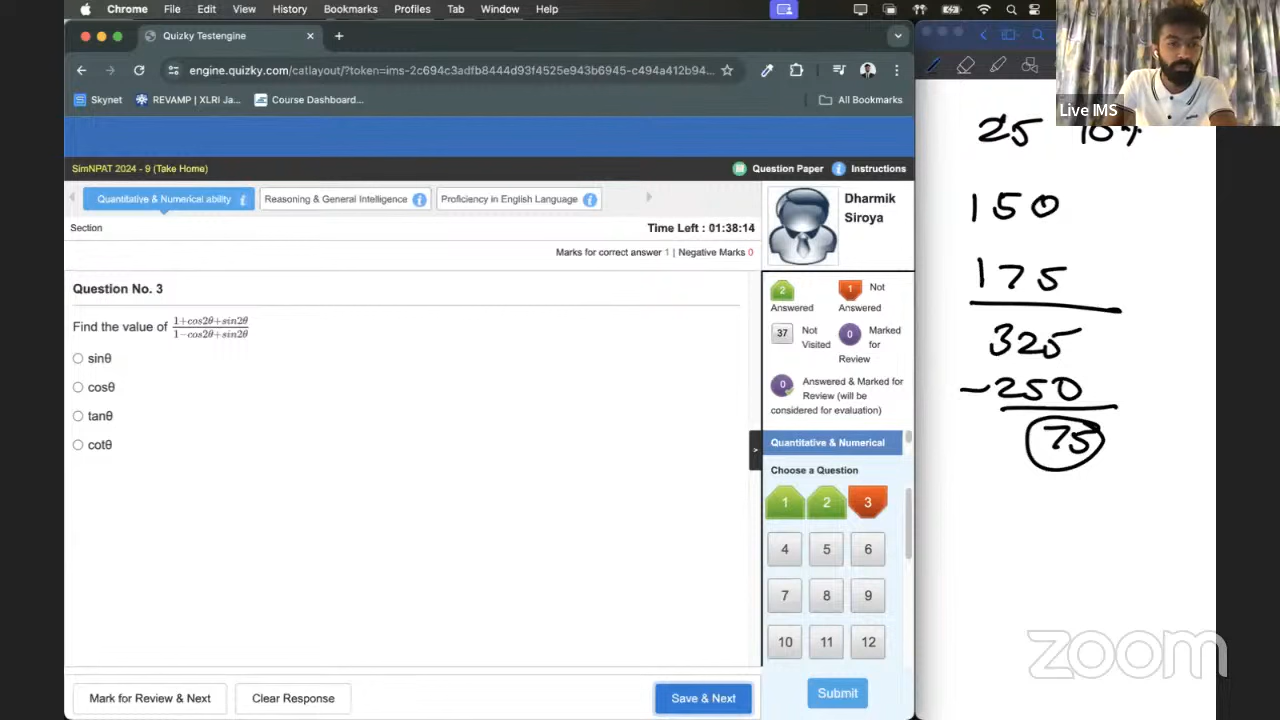 Chrome File Edit View History Bookmarks Profiles Tab Window Help
Quizky Testengine
engine.quizky.com/catlayout/?token=ims-2c694c3adfb8444d93f4525e943b6945-c494a412b94...
Skynet REVAMP | XLRI Ja... Course Dashboard... All Bookmarks
SimNPAT 2024 - 9 (Take Home) Question Paper Instructions
Quantitative & Numerical ability Reasoning & General Intelligence Proficiency in English Language
Section Time Left : 01:38:14
Marks for correct answer 1 | Negative Marks 0
Dharmik Siroya
Question No. 3
Find the value of (1+cos2θ+sin2θ)/(1−cos2θ+sin2θ)
sinθ
cosθ
tanθ
cotθ
2 Answered
1 Not Answered
37 Not Visited
0 Marked for Review
0 Answered & Marked for Review (will be considered for evaluation)
Quantitative & Numerical
Choose a Question
1 2 3
4 5 6
7 8 9
10 11 12
Mark for Review & Next Clear Response Save & Next Submit
Live IMS
25
150
175
325
-250
75
zoom